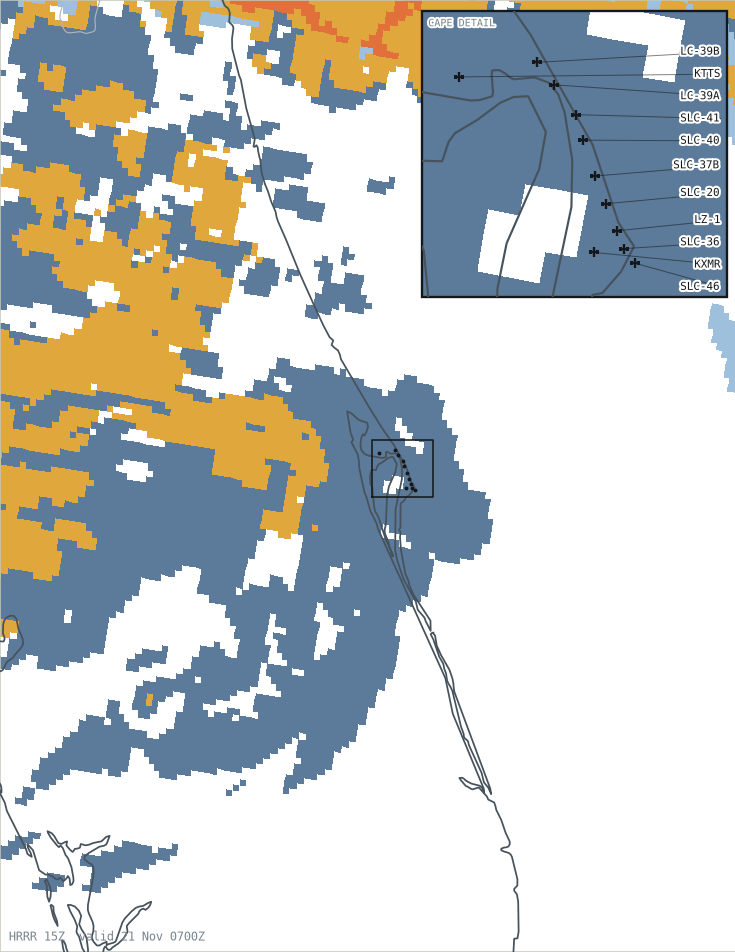 CAPE DETAIL
LC-39B
KTTS
LC-39A
SLC-41
SLC-40
SLC-37B
SLC-20
LZ-1
SLC-36
KXMR
SLC-46
HRRR 15Z valid 21 Nov 0700Z